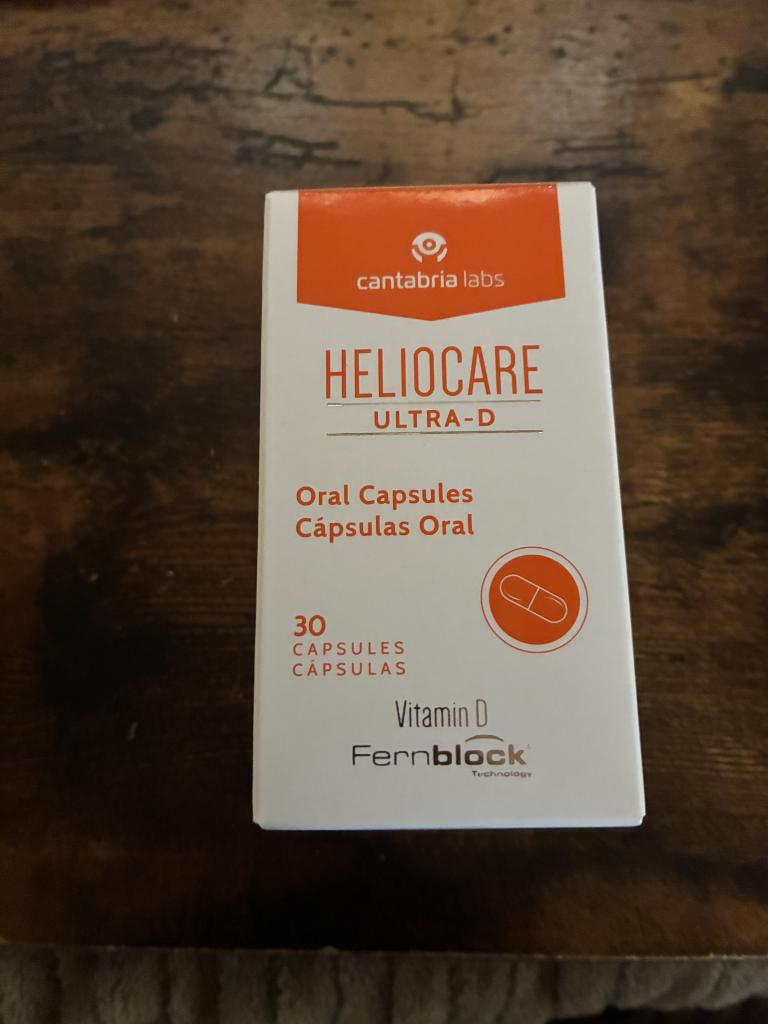 cantabria labs
HELIOCARE
ULTRA-D
Oral Capsules
Cápsulas Oral
30
CAPSULES
CÁPSULAS
Vitamin D
Fernblock
Technology